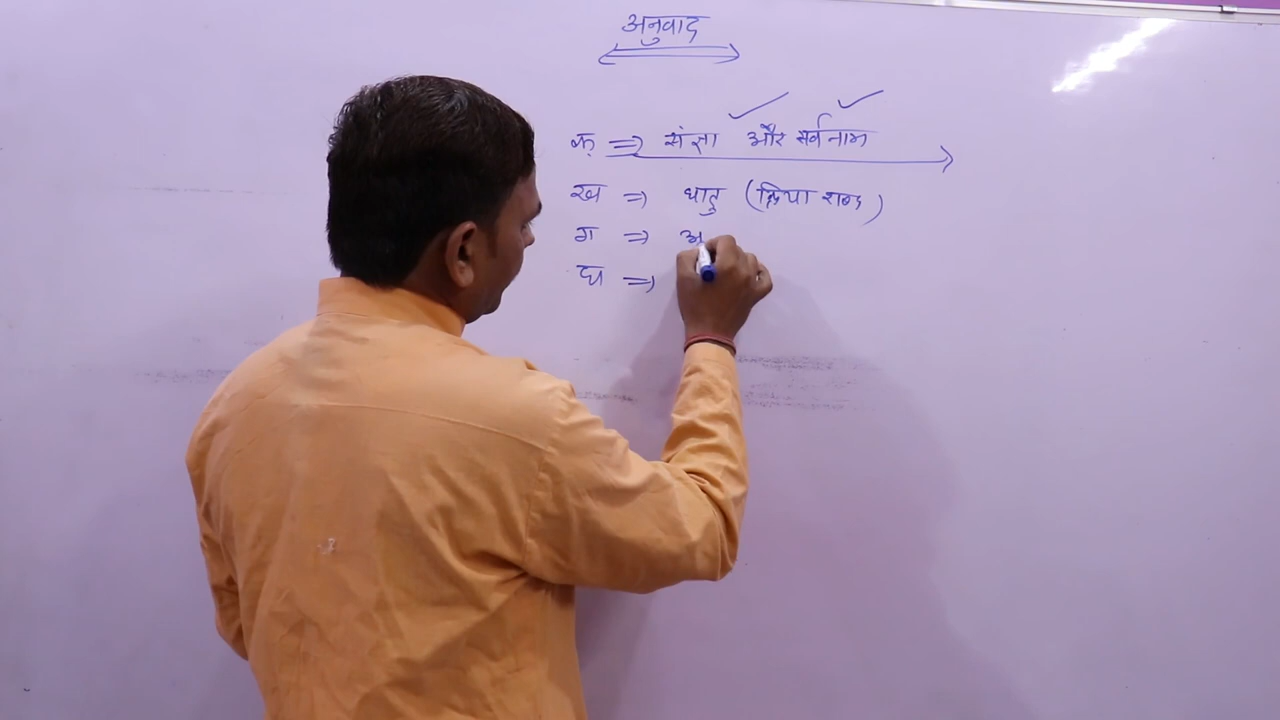 अनुवाद
क़ => संज्ञा और सर्वनाम
ख => धातु (क्रिया शब्द)
ग => अ
घ =>